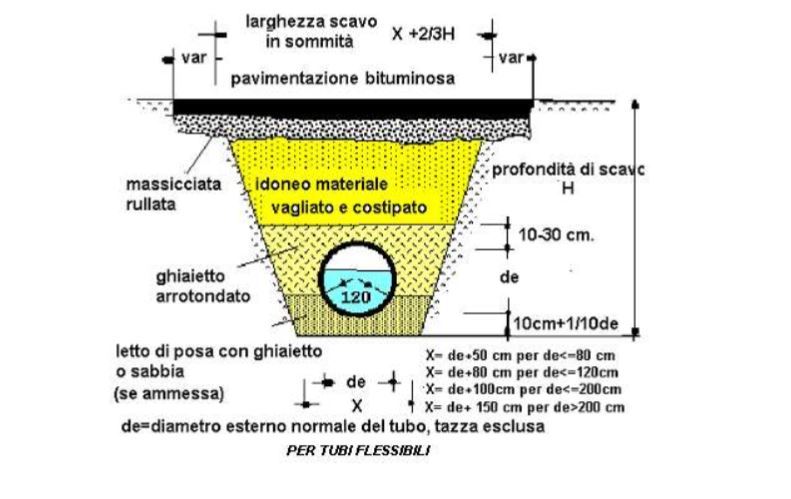 larghezza scavo
in sommità
X +2/3H
var
var
pavimentazione bituminosa
massicciata
rullata
idoneo materiale
vagliato e costipato
profondità di scavo
H
10-30 cm.
ghiaietto
arrotondato
120
de
10cm+1/10de
letto di posa con ghiaietto
o sabbia
(se ammessa)
de
X
X= de+50 cm per de<=80 cm
X= de+80 cm per de<=120cm
X= de+100cm per de<=200cm
X= de+ 150 cm per de>200 cm
de=diametro esterno normale del tubo, tazza esclusa
PER TUBI FLESSIBILI